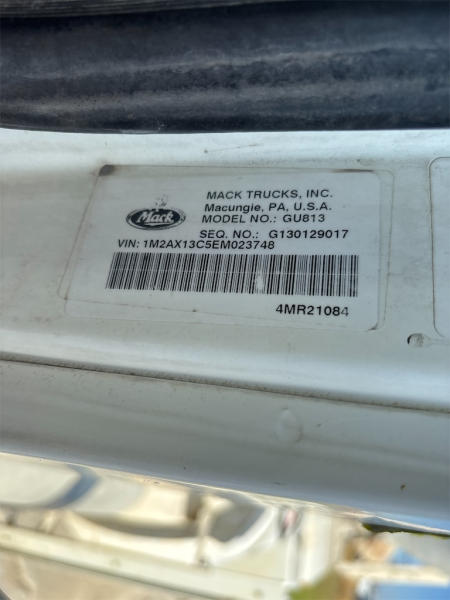 Mack
MACK TRUCKS, INC.
Macungie, PA, U.S.A.
MODEL NO.: GU813
SEQ. NO.: G130129017
VIN: 1M2AX13C5EM023748
4MR21084